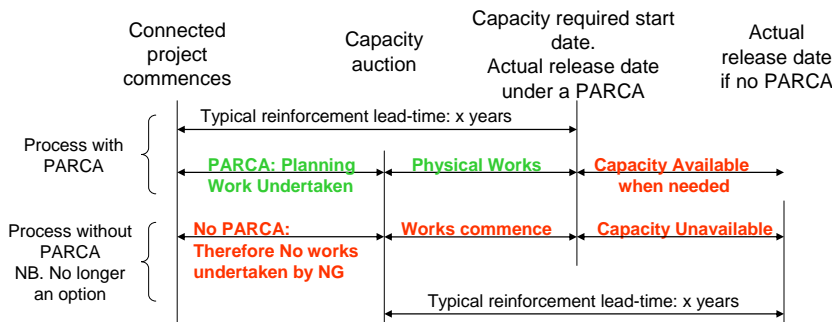 Connected
project
commences
Capacity
auction
Capacity required start
date.
Actual release date
under a PARCA
Actual
release date
if no PARCA
Typical reinforcement lead-time: x years
Process with
PARCA
PARCA: Planning
Work Undertaken
Physical Works
Capacity Available
when needed
Process without
PARCA
NB. No longer
an option
No PARCA:
Therefore No works
undertaken by NG
Works commence
Capacity Unavailable
Typical reinforcement lead-time: x years